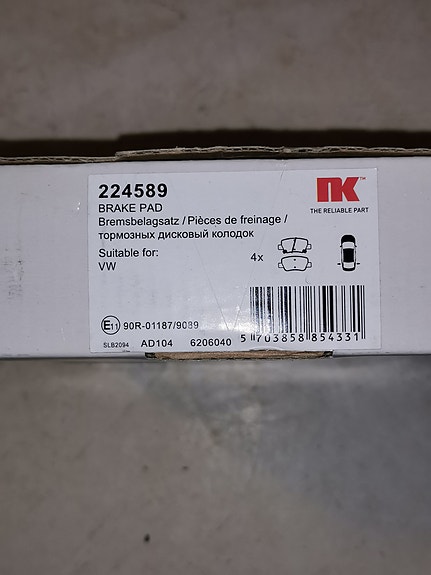 224589
BRAKE PAD
Bremsbelagsatz / Pièces de freinage /
тормозных дисковый колодок
Suitable for:
VW
4x
NK
THE RELIABLE PART
E11 90R-01187/9089
SLB2094 AD104 6206040
5 703858 854331